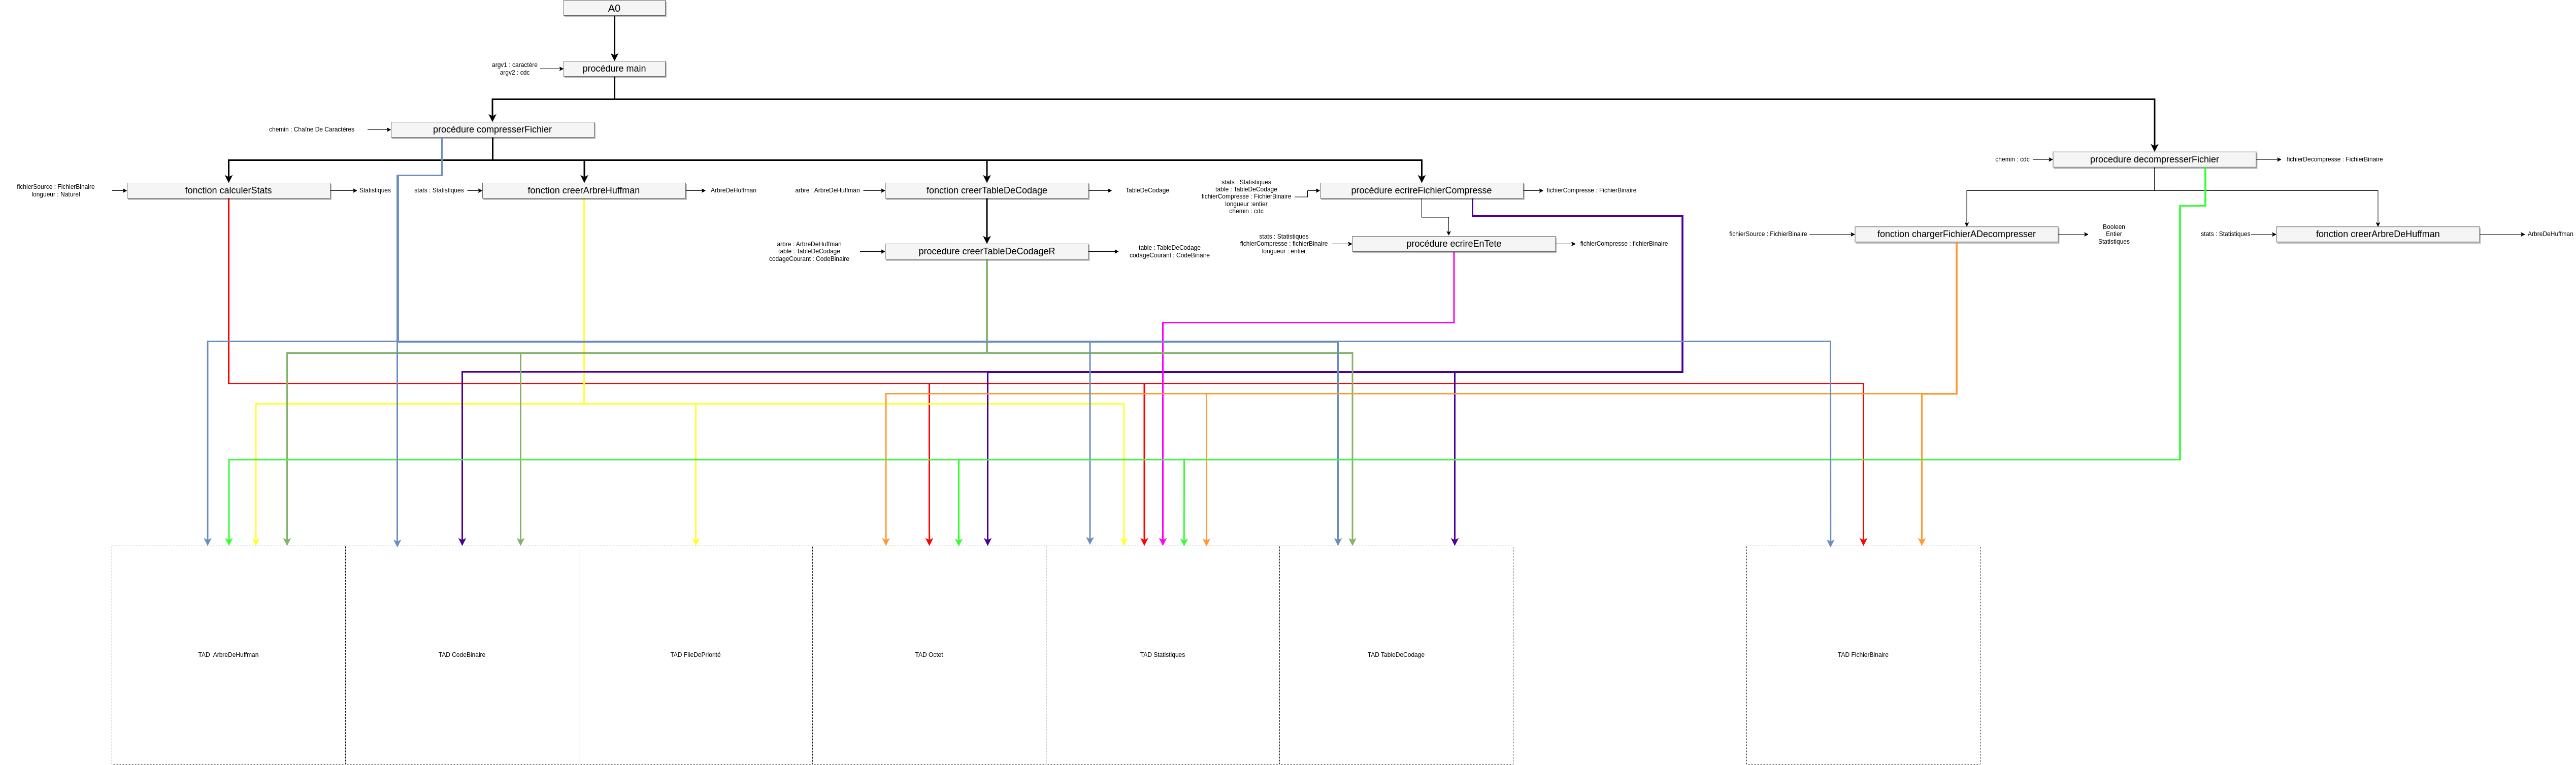 A0
argv1 : caractère
argv2 : cdc
procédure main
chemin : Chaîne De Caractères
procédure compresserFichier
chemin : cdc
procedure decompresserFichier
fichierDecompresse : FichierBinaire
fichierSource : FichierBinaire
longueur : Naturel
fonction calculerStats
Statistiques
stats : Statistiques
fonction creerArbreHuffman
ArbreDeHuffman
arbre : ArbreDeHuffman
fonction creerTableDeCodage
TableDeCodage
stats : Statistiques
table : TableDeCodage
fichierCompresse : FichierBinaire
longueur :entier
chemin : cdc
procédure ecrireFichierCompresse
fichierCompresse : FichierBinaire
arbre : ArbreDeHuffman
table : TableDeCodage
codageCourant : CodeBinaire
procedure creerTableDeCodageR
table : TableDeCodage
codageCourant : CodeBinaire
stats : Statistiques
fichierCompresse : fichierBinaire
longueur : entier
procédure ecrireEnTete
fichierCompresse : fichierBinaire
fichierSource : FichierBinaire
fonction chargerFichierADecompresser
Booleen
Entier
Statistiques
stats : Statistiques
fonction creerArbreDeHuffman
ArbreDeHuffman
TAD ArbreDeHuffman
TAD CodeBinaire
TAD FileDePriorité
TAD Octet
TAD Statistiques
TAD TableDeCodage
TAD FichierBinaire